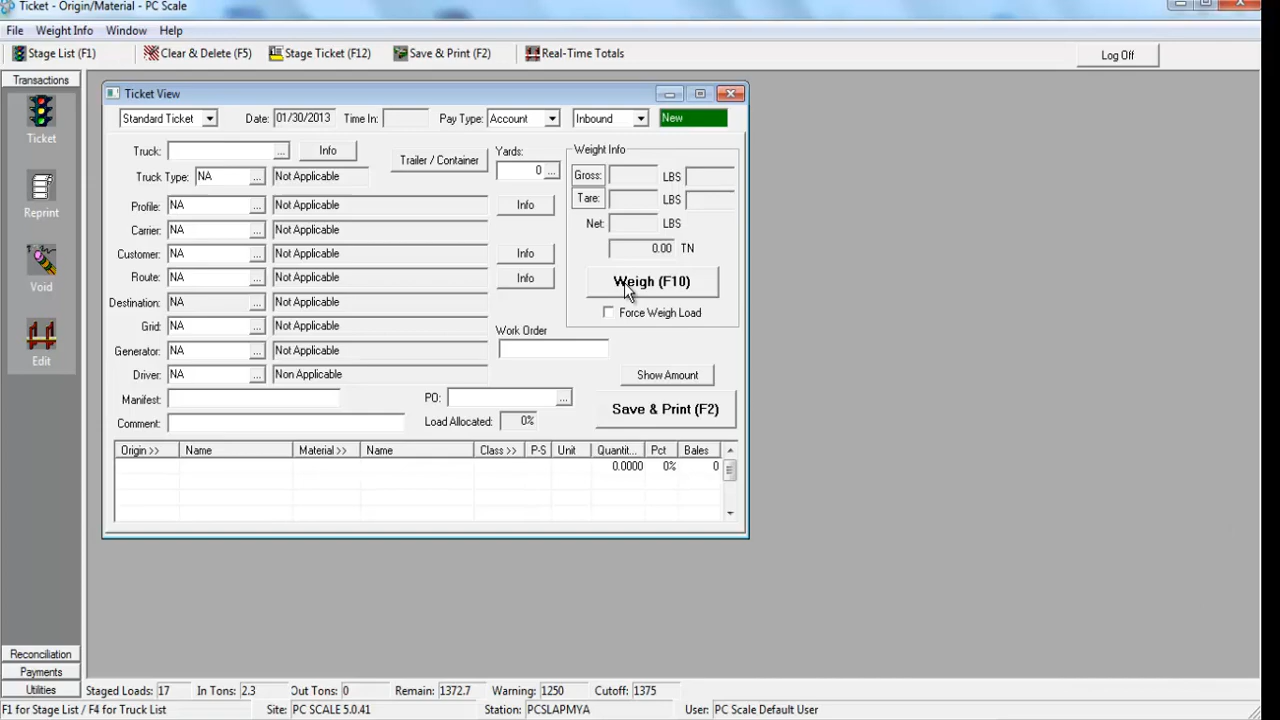 Ticket - Origin/Material - PC Scale
File Weight Info Window Help
Stage List (F1) Clear & Delete (F5) Stage Ticket (F12) Save & Print (F2) Real-Time Totals Log Off
Transactions
Ticket
Reprint
Void
Edit
Ticket View
Standard Ticket Date: 01/30/2013 Time In: Pay Type: Account Inbound New
Truck: ... Info Trailer / Container Yards: 0 ...
Truck Type: NA ... Not Applicable
Profile: NA ... Not Applicable Info
Carrier: NA ... Not Applicable
Customer: NA ... Not Applicable Info
Route: NA ... Not Applicable Info
Destination: NA ... Not Applicable
Grid: NA ... Not Applicable
Generator: NA ... Not Applicable
Driver: NA ... Non Applicable
Manifest:
Comment:
Weight Info
Gross: LBS
Tare: LBS
Net: LBS
0.00 TN
Weigh (F10)
Force Weigh Load
Work Order
Show Amount
PO: ...
Save & Print (F2)
Load Allocated: 0%
Origin >> Name Material >> Name Class >> P-S Unit Quantit... Pct Bales
0.0000 0% 0
Reconciliation
Payments
Utilities
Staged Loads: 17 In Tons: 2.3 Out Tons: 0 Remain: 1372.7 Warning: 1250 Cutoff: 1375
F1 for Stage List / F4 for Truck List Site: PC SCALE 5.0.41 Station: PCSLAPMYA User: PC Scale Default User